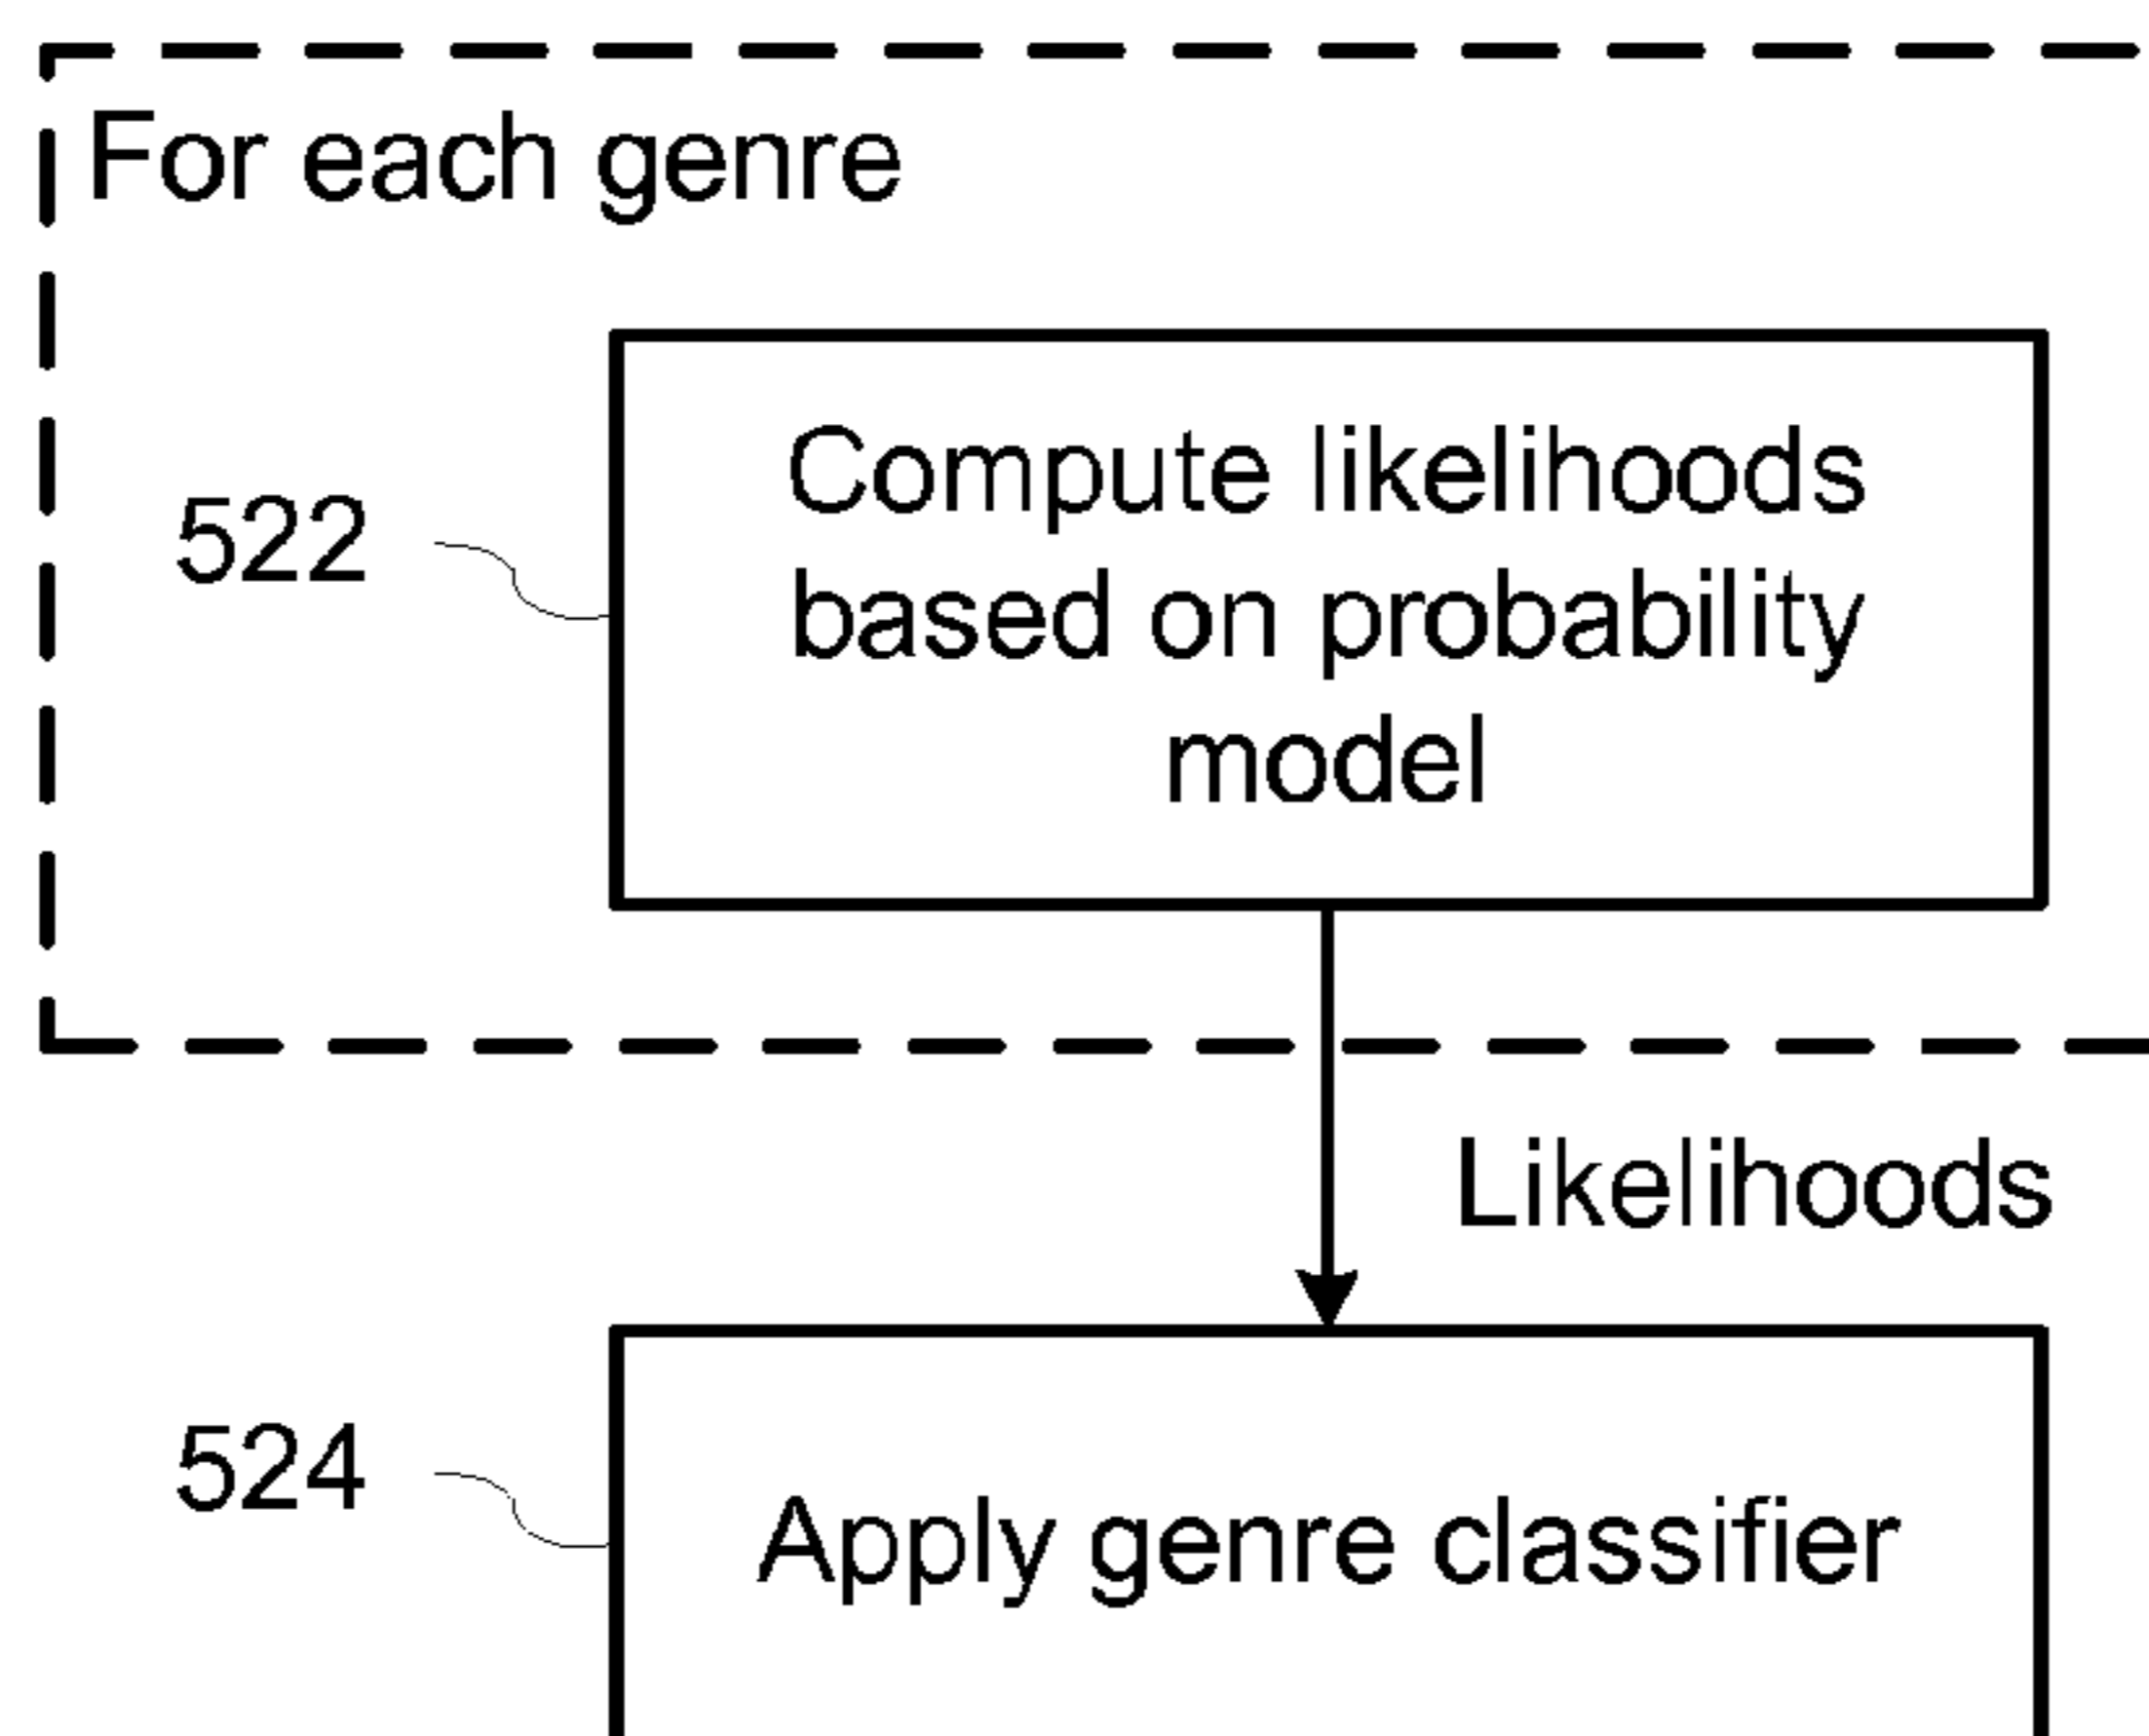 For each genre
522
Compute likelihoods
based on probability
model
Likelihoods
524
Apply genre classifier